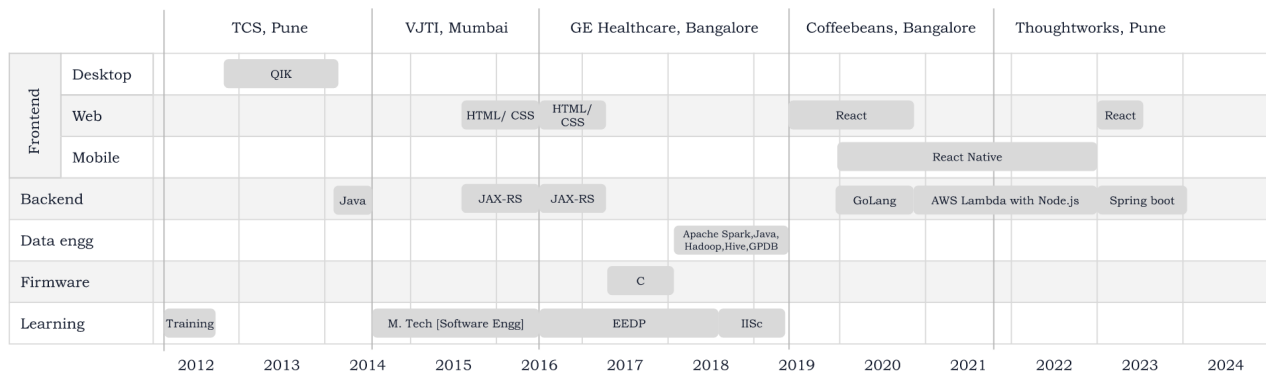 TCS, Pune
VJTI, Mumbai
GE Healthcare, Bangalore
Coffeebeans, Bangalore
Thoughtworks, Pune
Frontend
Desktop
QIK
Web
HTML/ CSS
HTML/
CSS
React
React
Mobile
React Native
Backend
Java
JAX-RS
JAX-RS
GoLang
AWS Lambda with Node.js
Spring boot
Data engg
Apache Spark,Java,
Hadoop,Hive,GPDB
Firmware
C
Learning
Training
M. Tech [Software Engg]
EEDP
IISc
2012
2013
2014
2015
2016
2017
2018
2019
2020
2021
2022
2023
2024